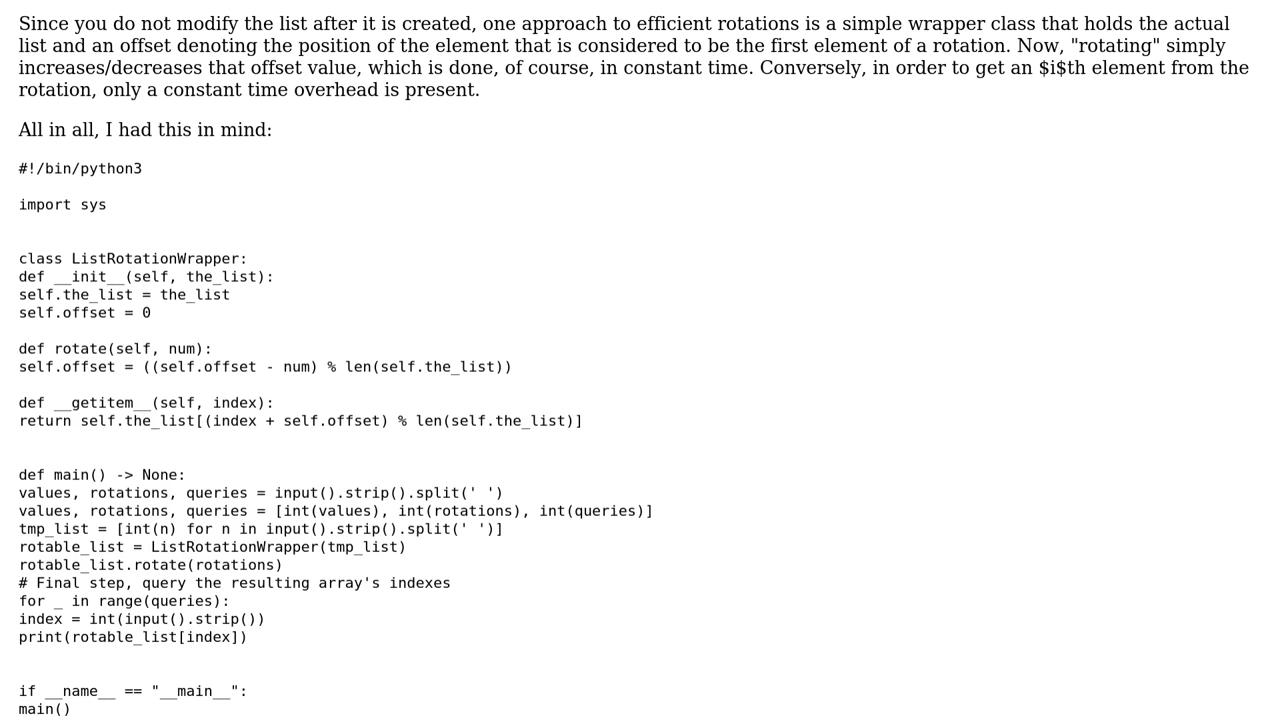 Since you do not modify the list after it is created, one approach to efficient rotations is a simple wrapper class that holds the actual
list and an offset denoting the position of the element that is considered to be the first element of a rotation. Now, "rotating" simply
increases/decreases that offset value, which is done, of course, in constant time. Conversely, in order to get an $i$th element from the
rotation, only a constant time overhead is present.
All in all, I had this in mind:
#!/bin/python3
import sys
class ListRotationWrapper:
def __init__(self, the_list):
self.the_list = the_list
self.offset = 0
def rotate(self, num):
self.offset = ((self.offset - num) % len(self.the_list))
def __getitem__(self, index):
return self.the_list[(index + self.offset) % len(self.the_list)]
def main() -> None:
values, rotations, queries = input().strip().split(' ')
values, rotations, queries = [int(values), int(rotations), int(queries)]
tmp_list = [int(n) for n in input().strip().split(' ')]
rotable_list = ListRotationWrapper(tmp_list)
rotable_list.rotate(rotations)
# Final step, query the resulting array's indexes
for _ in range(queries):
index = int(input().strip())
print(rotable_list[index])
if __name__ == "__main__":
main()